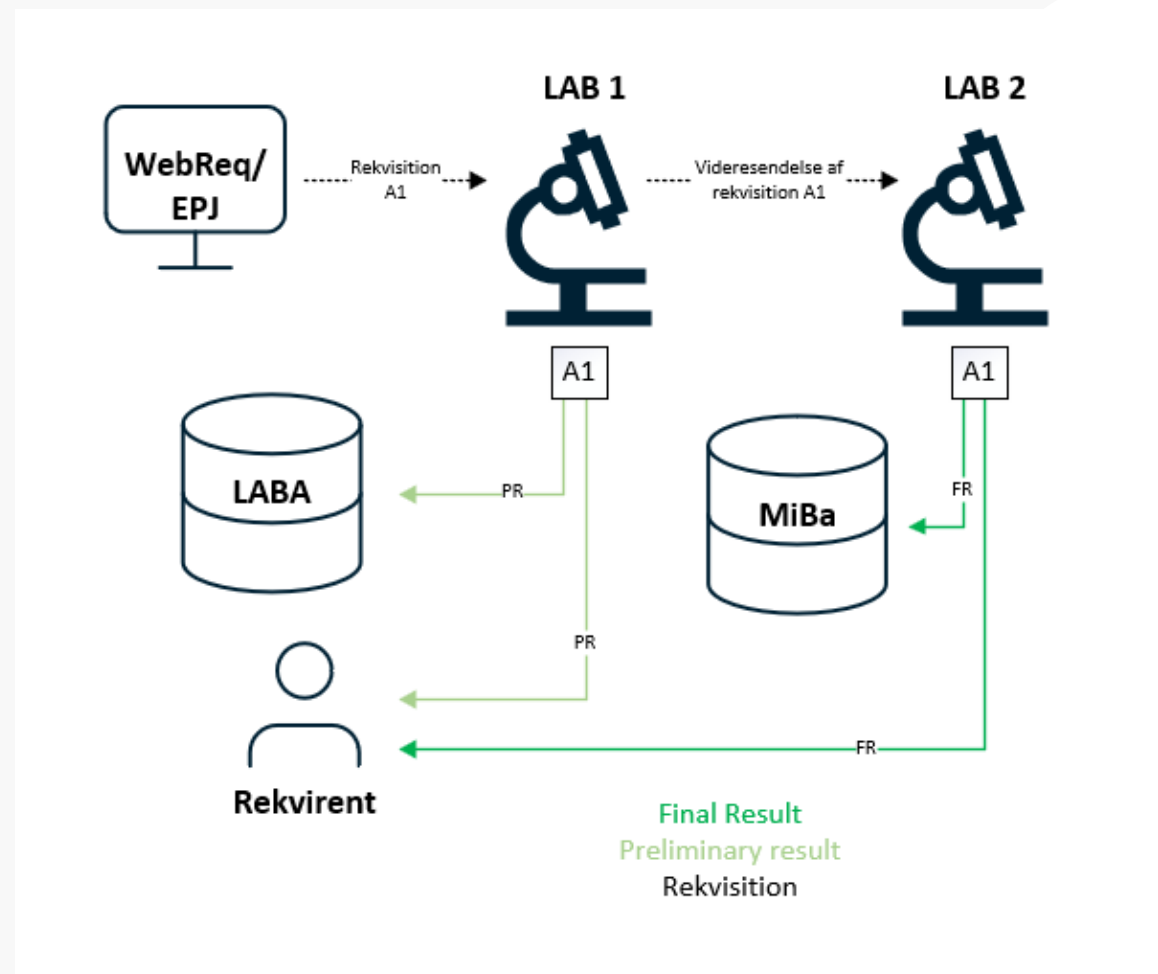 LAB 1
LAB 2
WebReq/
EPJ
Rekvisition
A1
Videresendelse af
rekvisition A1
A1
A1
LABA
PR
MiBa
FR
PR
FR
Rekvirent
Final Result
Preliminary result
Rekvisition